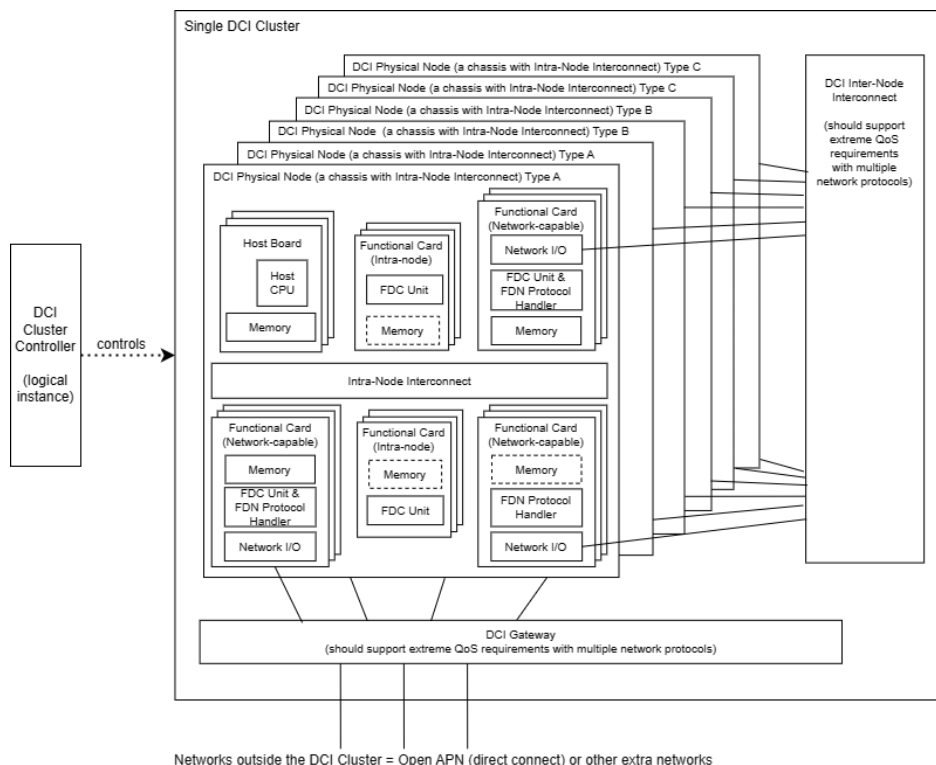 Single DCI Cluster
DCI Physical Node (a chassis with Intra-Node Interconnect) Type C
DCI Physical Node (a chassis with Intra-Node Interconnect) Type C
DCI Physical Node (a chassis with Intra-Node Interconnect) Type B
DCI Physical Node (a chassis with Intra-Node Interconnect) Type B
DCI Physical Node (a chassis with Intra-Node Interconnect) Type A
DCI Physical Node (a chassis with Intra-Node Interconnect) Type A
DCI Inter-Node
Interconnect
(should support
extreme QoS
requirements
with multiple
network protocols)
Host Board
Host
CPU
Memory
Functional Card
(Intra-node)
FDC Unit
Memory
Functional Card
(Network-capable)
Network I/O
FDC Unit &
FDN Protocol
Handler
Memory
DCI
Cluster
Controller
(logical
instance)
controls
Intra-Node Interconnect
Functional Card
(Network-capable)
Memory
FDC Unit &
FDN Protocol
Handler
Network I/O
Functional Card
(Intra-node)
Memory
FDC Unit
Functional Card
(Network-capable)
Memory
FDN Protocol
Handler
Network I/O
DCI Gateway
(should support extreme QoS requirements with multiple network protocols)
Networks outside the DCI Cluster = Open APN (direct connect) or other extra networks